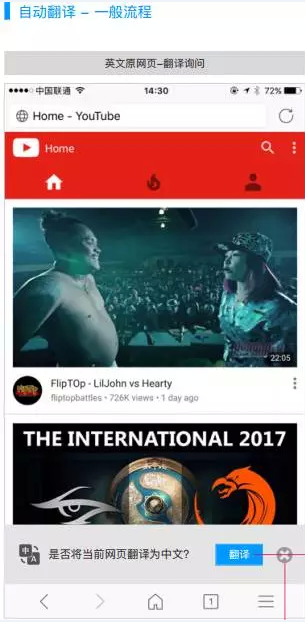 自动翻译 – 一般流程
英文原网页–翻译询问
中国联通 14:30 72%
Home - YouTube
Home
22:05
FlipTOp - LilJohn vs Hearty
fliptopbattles • 726K views • 1 day ago
THE INTERNATIONAL 2017
中 A
是否将当前网页翻译为中文?
翻译
1